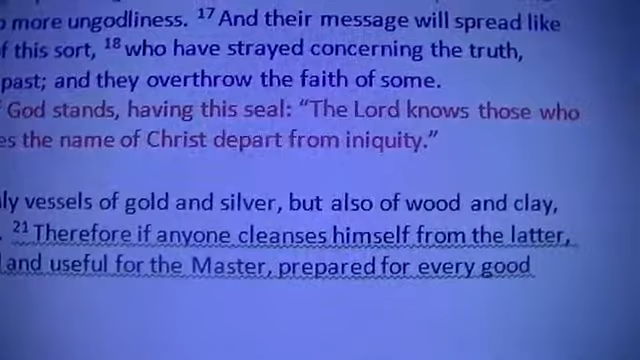 more ungodliness. 17 And their message will spread like
of this sort, 18 who have strayed concerning the truth,
past; and they overthrow the faith of some.
God stands, having this seal: “The Lord knows those who
es the name of Christ depart from iniquity.”
ly vessels of gold and silver, but also of wood and clay,
. 21 Therefore if anyone cleanses himself from the latter,
and useful for the Master, prepared for every good